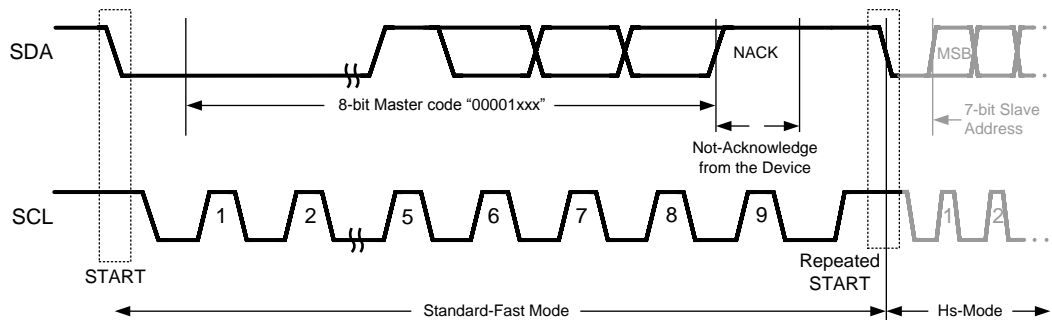 SDA
NACK
MSB
8-bit Master code “00001xxx”
7-bit Slave
Address
Not-Acknowledge
from the Device
SCL
1
2
5
6
7
8
9
1
2
START
Repeated
START
Standard-Fast Mode
Hs-Mode